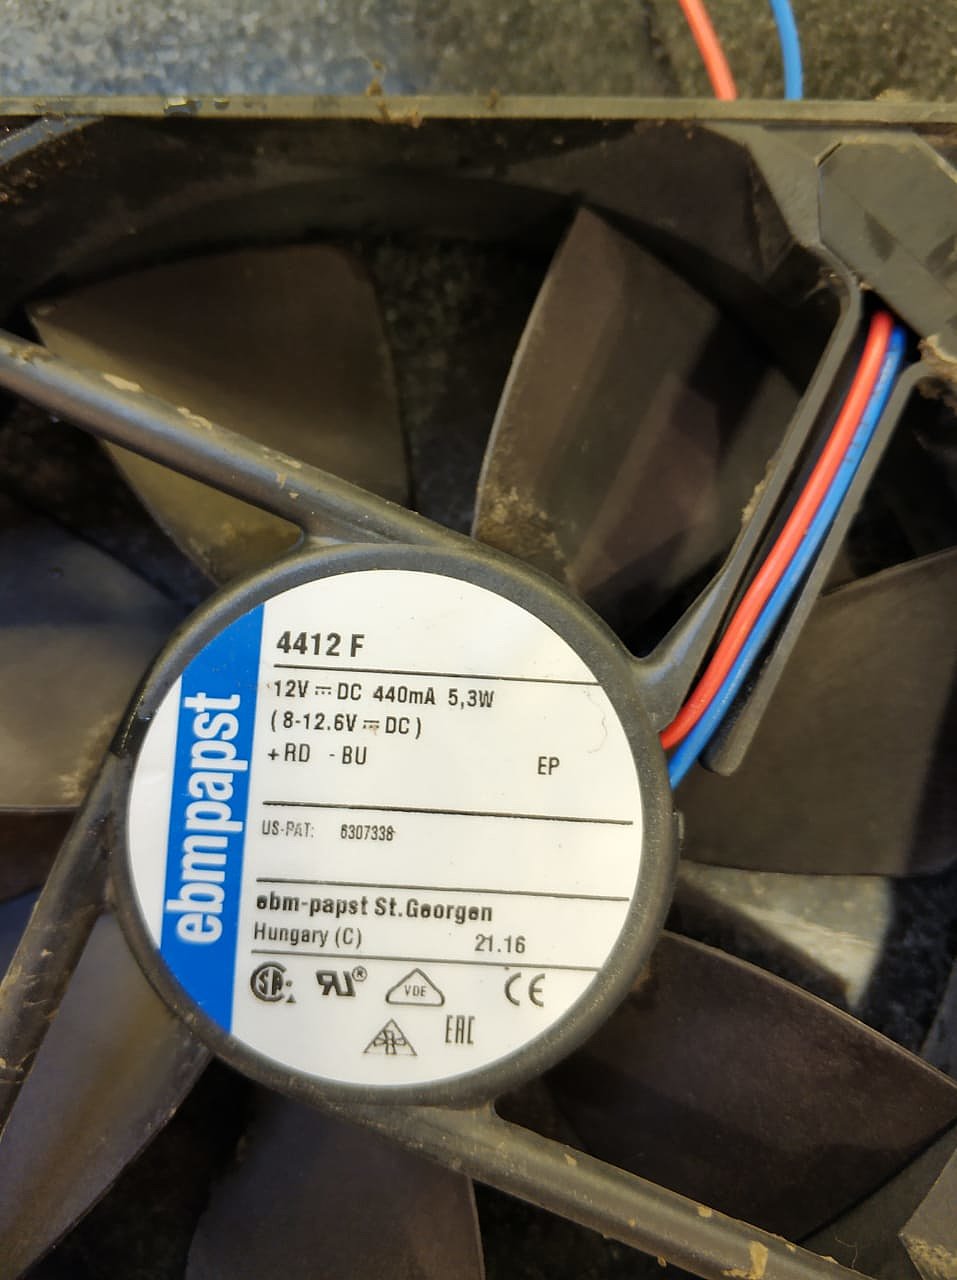 ebmpapst
4412 F
12V ⎓ DC 440mA 5,3W
( 8-12.6V ⎓ DC )
+ RD - BU
EP
US-PAT: 6307338
ebm-papst St.Georgen
Hungary (C) 21.16
VDE CE
EAC